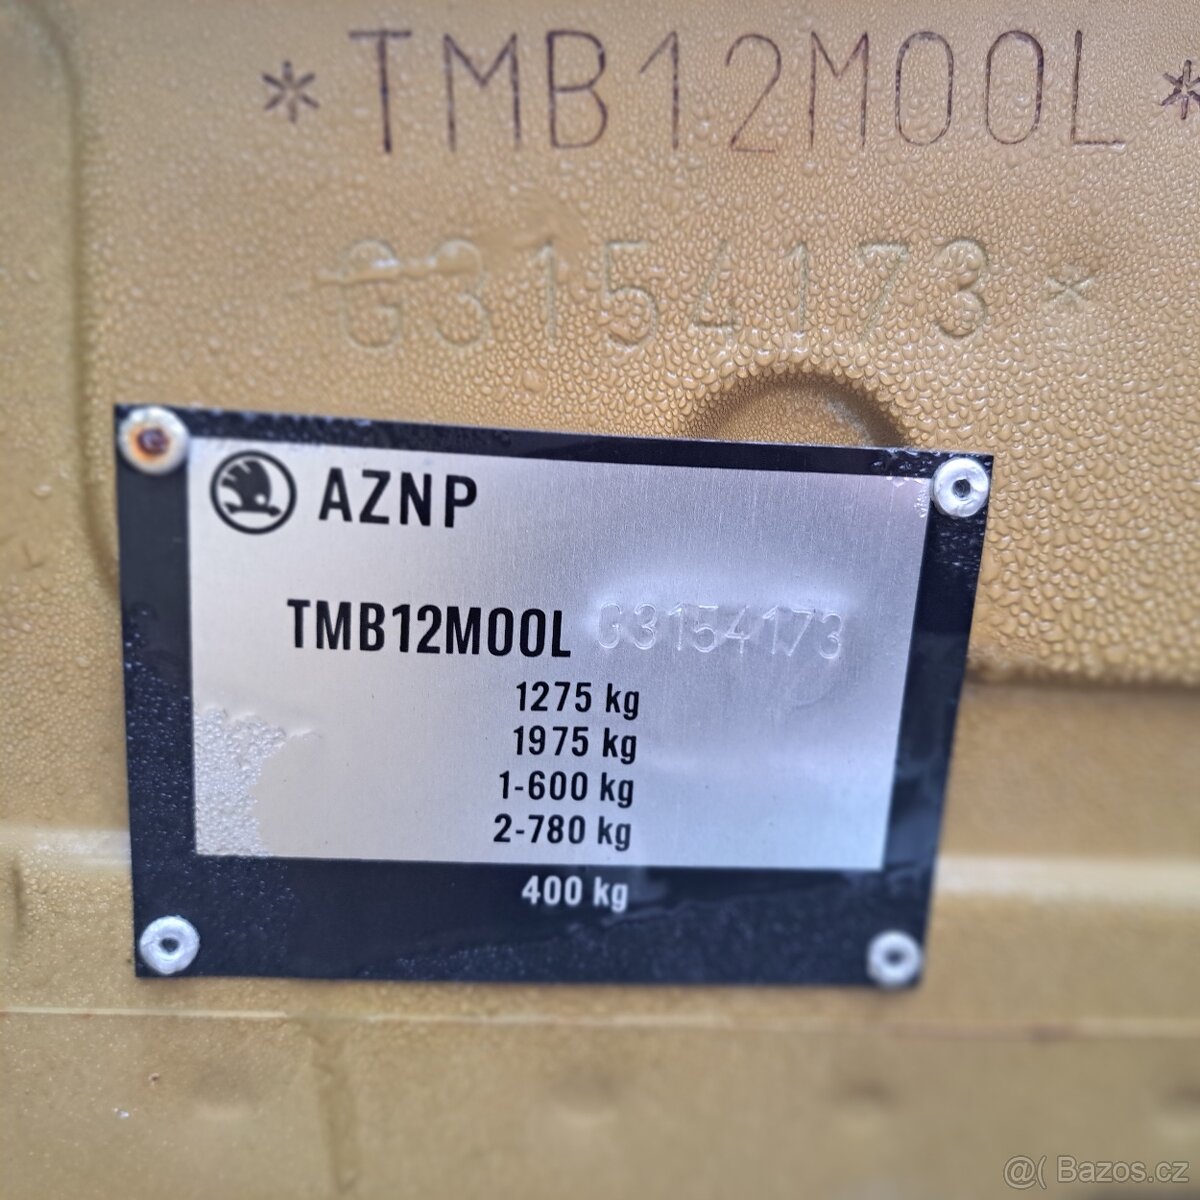 *TMB12M00L*
G3154173*
AZNP
TMB12M00L G3154173
1275 kg
1975 kg
1-600 kg
2-780 kg
400 kg
@( Bazos.cz